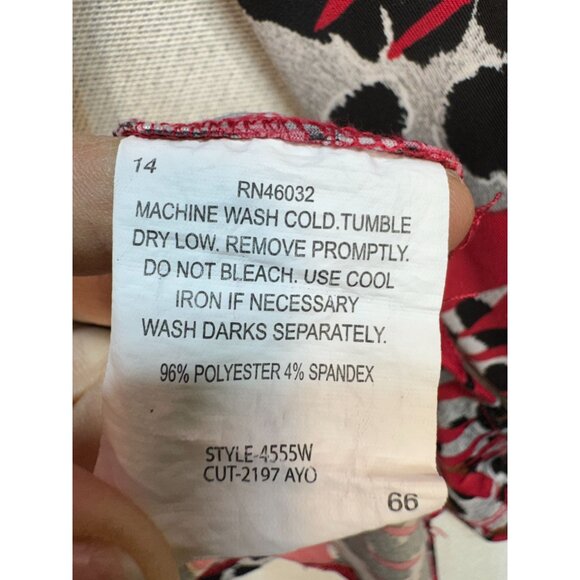 14
RN46032
MACHINE WASH COLD.TUMBLE
DRY LOW. REMOVE PROMPTLY.
DO NOT BLEACH. USE COOL
IRON IF NECESSARY
WASH DARKS SEPARATELY.
96% POLYESTER 4% SPANDEX
STYLE-4555W
CUT-2197 AYO
66